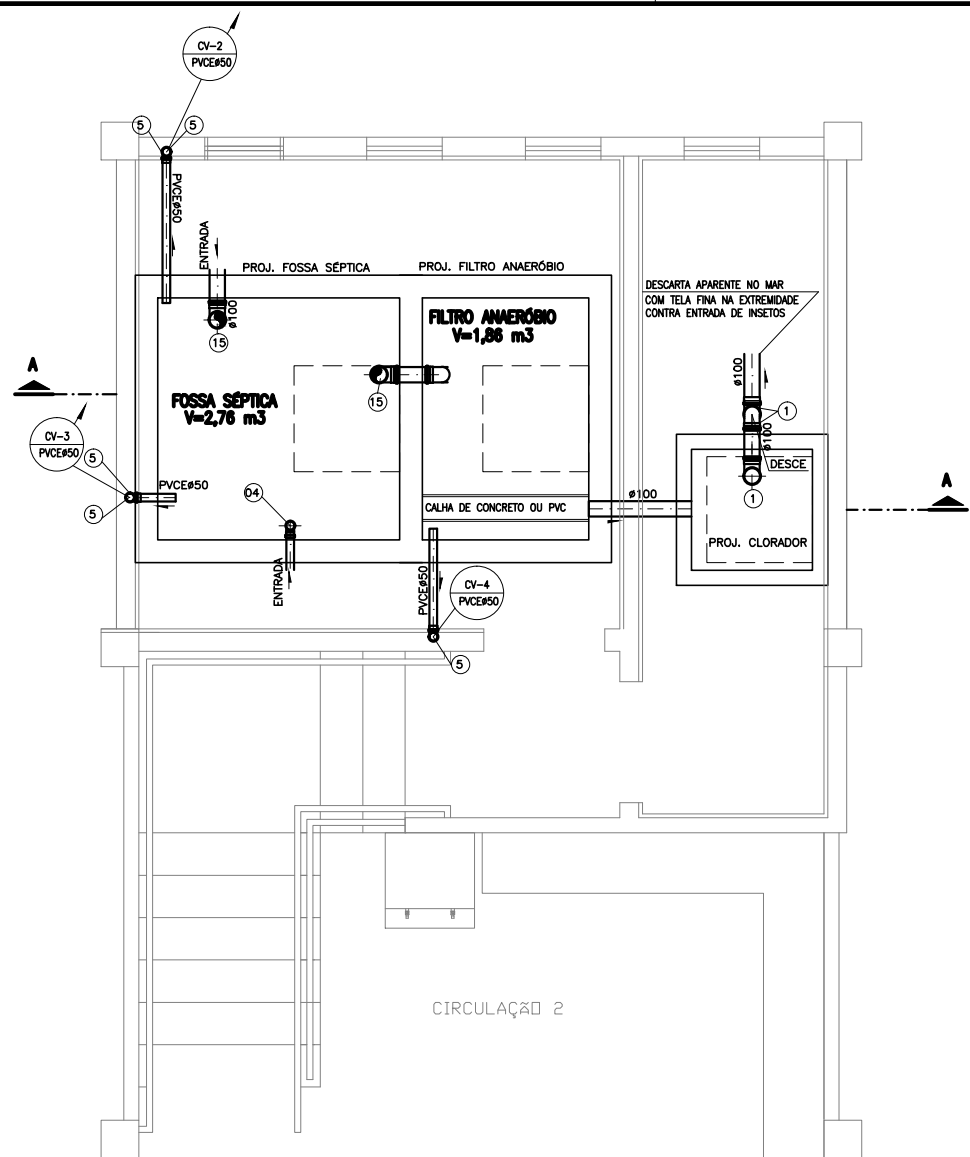 CV-2
PVCEø50
5
5
PVCEø50
ENTRADA
PROJ. FOSSA SÉPTICA
PROJ. FILTRO ANAERÓBIO
ø100
15
FILTRO ANAERÓBIO
V=1,86 m3
DESCARTA APARENTE NO MAR
COM TELA FINA NA EXTREMIDADE
CONTRA ENTRADA DE INSETOS
A
ø100
15
FOSSA SÉPTICA
V=2,76 m3
1
ø100
CV-3
PVCEø50
5
DESCE
PVCEø50
04
1
ø100
A
5
CALHA DE CONCRETO OU PVC
PROJ. CLORADOR
ENTRADA
PVCEø50
CV-4
PVCEø50
5
CIRCULAÇÃO 2